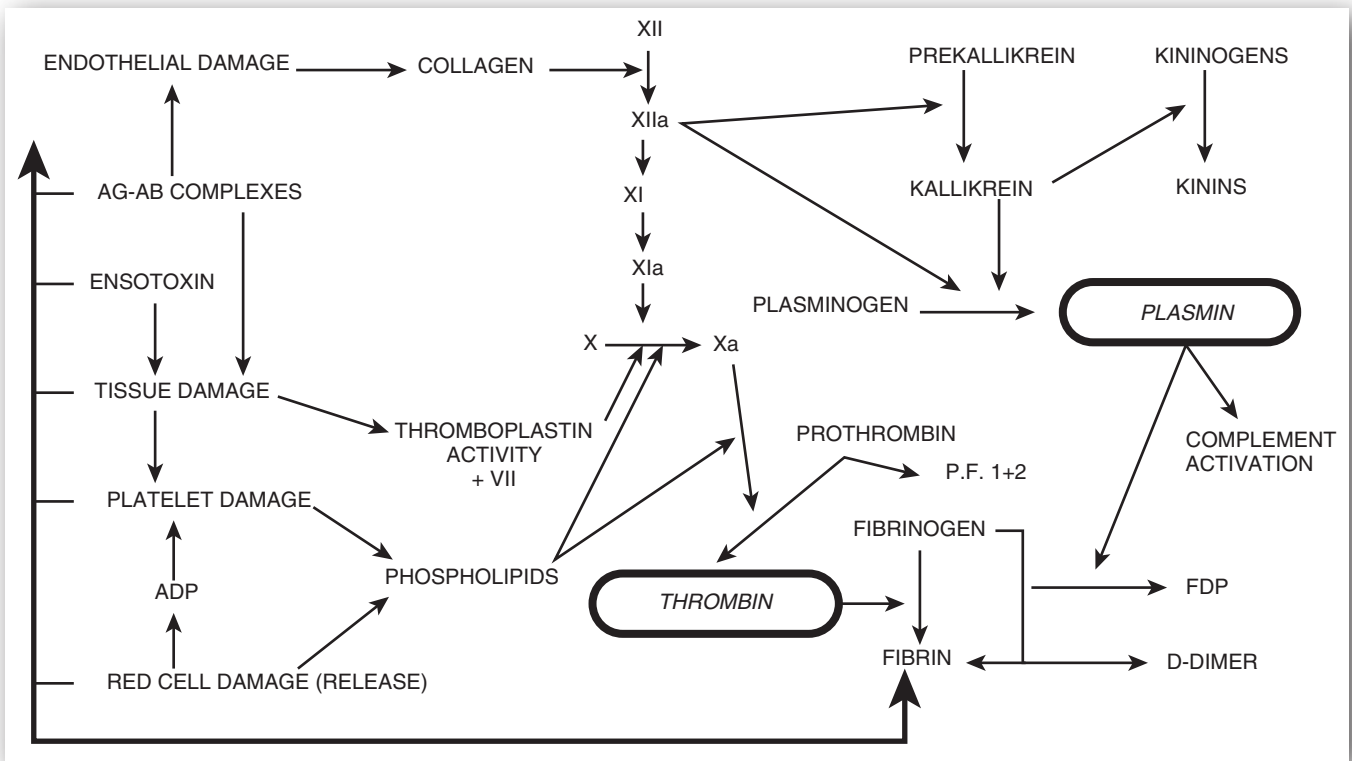 XII
ENDOTHELIAL DAMAGE
COLLAGEN
PREKALLIKREIN
KININOGENS
XIIa
AG-AB COMPLEXES
XI
KALLIKREIN
KININS
XIa
ENSOTOXIN
PLASMINOGEN
PLASMIN
X
Xa
TISSUE DAMAGE
THROMBOPLASTIN
ACTIVITY
+ VII
PROTHROMBIN
P.F. 1+2
COMPLEMENT
ACTIVATION
PLATELET DAMAGE
FIBRINOGEN
PHOSPHOLIPIDS
ADP
THROMBIN
FDP
FIBRIN
D-DIMER
RED CELL DAMAGE (RELEASE)